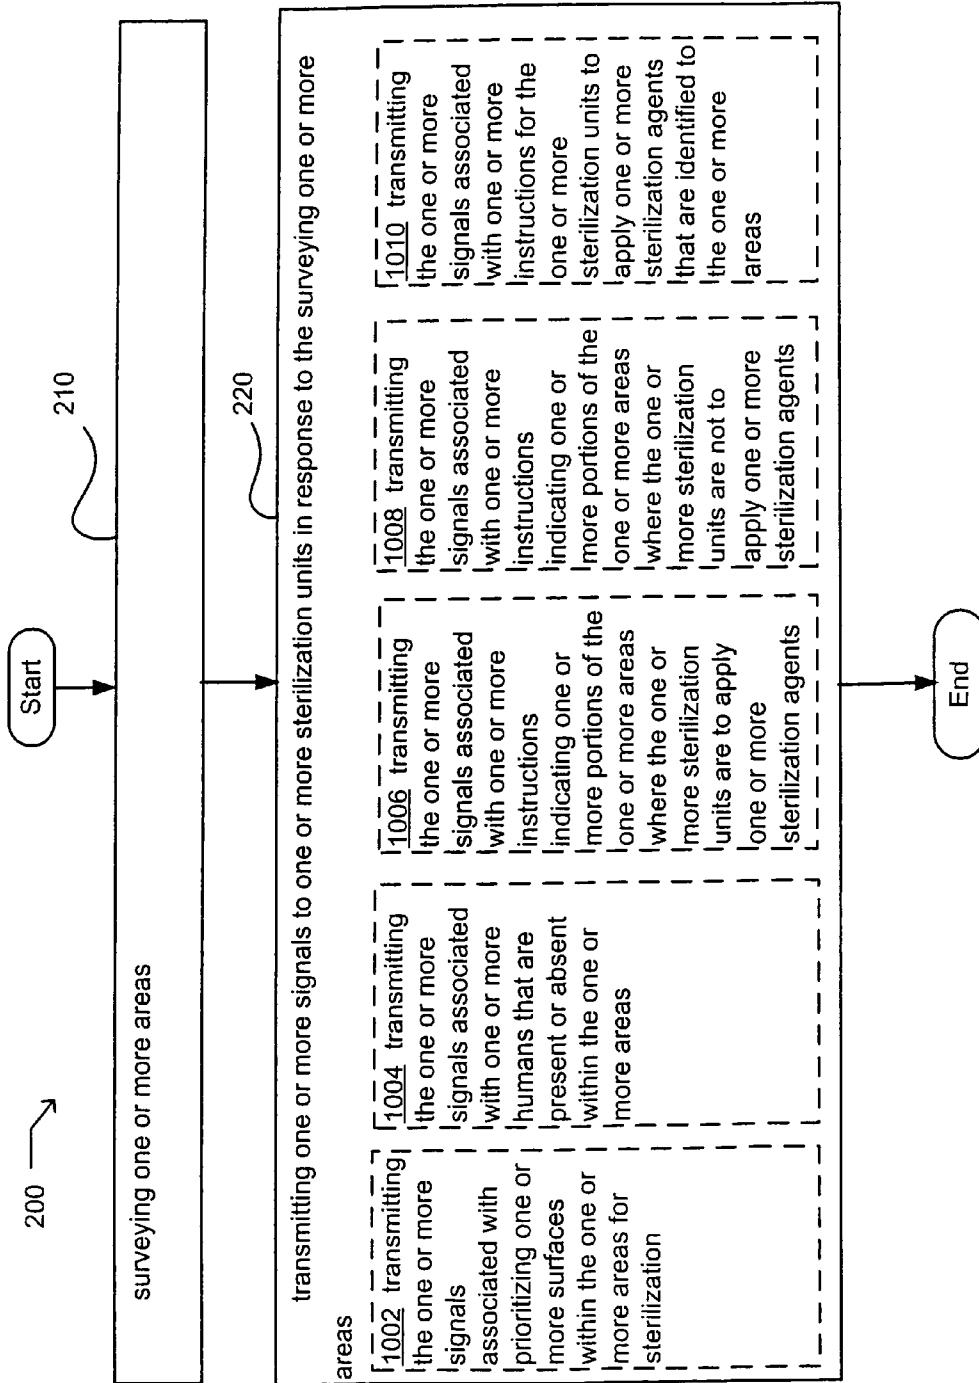 200
Start
210
surveying one or more areas
220
transmitting one or more signals to one or more sterilization units in response to the surveying one or more
areas
1002 transmitting
the one or more
signals
associated with
prioritizing one or
more surfaces
within the one or
more areas for
sterilization
1004 transmitting
the one or more
signals associated
with one or more
humans that are
present or absent
within the one or
more areas
1006 transmitting
the one or more
signals associated
with one or more
instructions
indicating one or
more portions of the
one or more areas
where the one or
more sterilization
units are to apply
one or more
sterilization agents
1008 transmitting
the one or more
signals associated
with one or more
instructions
indicating one or
more portions of the
one or more areas
where the one or
more sterilization
units are not to
apply one or more
sterilization agents
1010 transmitting
the one or more
signals associated
with one or more
instructions for the
one or more
sterilization units to
apply one or more
sterilization agents
that are identified to
the one or more
areas
End